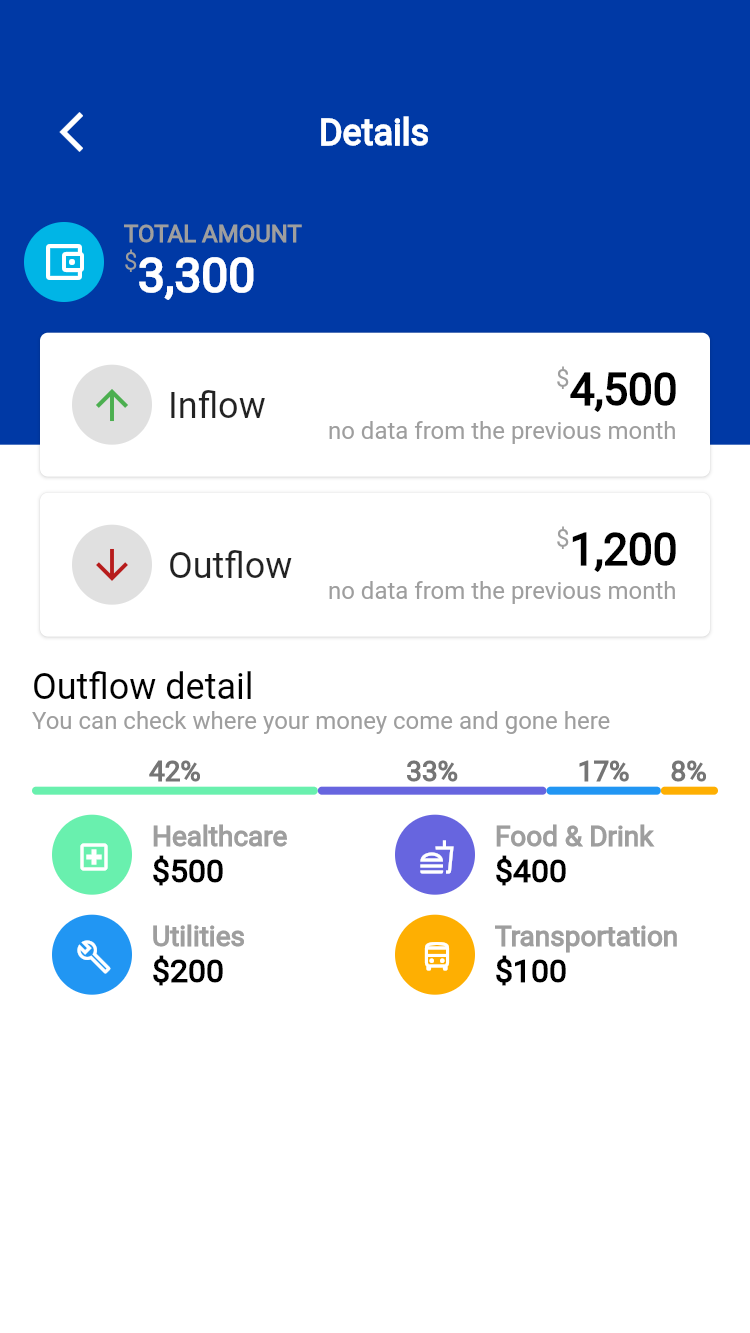 Details
TOTAL AMOUNT
$3,300
Inflow
$4,500
no data from the previous month
Outflow
$1,200
no data from the previous month
Outflow detail
You can check where your money come and gone here
42% 33% 17% 8%
Healthcare
$500
Food & Drink
$400
Utilities
$200
Transportation
$100